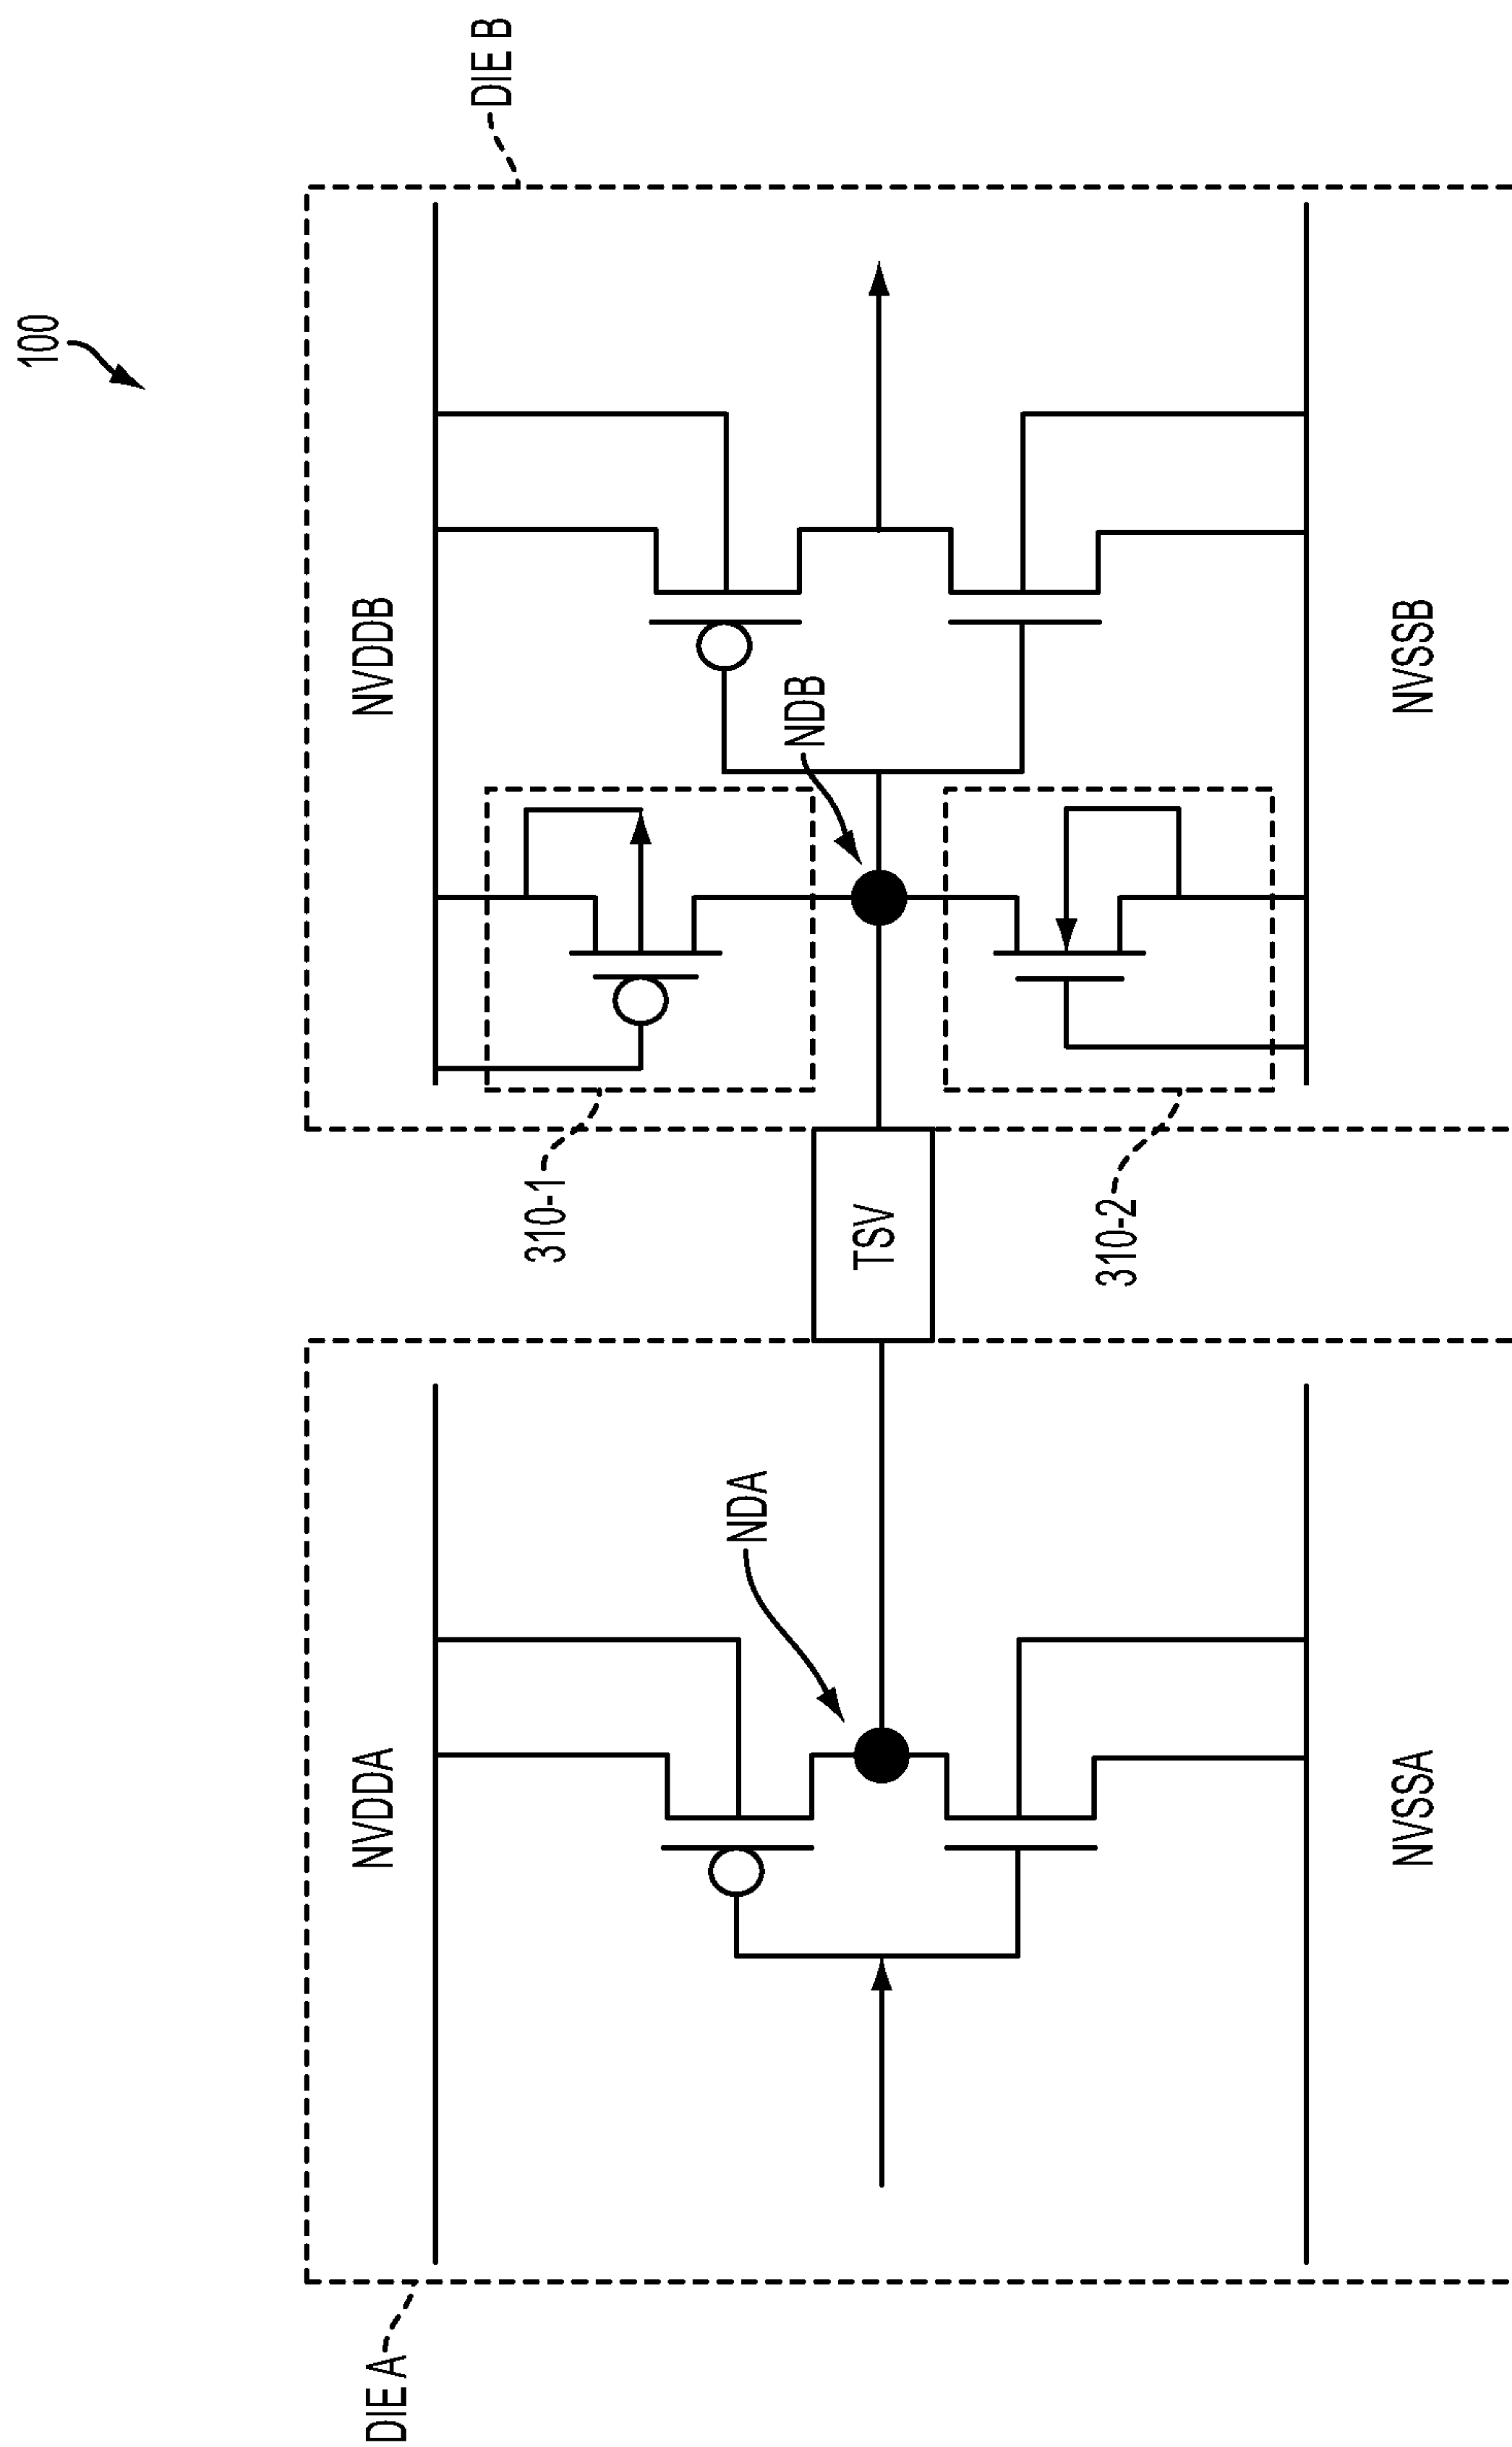 100
DIE A
DIE B
NVDDA
NVDDB
NDA
NDB
310-1
TSV
310-2
NVSSA
NVSSB